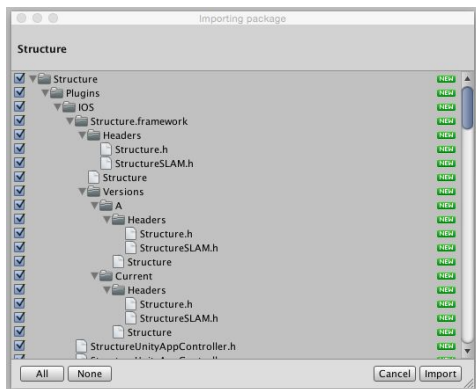 Importing package
Structure
Structure NEW
Plugins NEW
IOS NEW
Structure.framework NEW
Headers NEW
Structure.h NEW
StructureSLAM.h NEW
Structure NEW
Versions NEW
A NEW
Headers NEW
Structure.h NEW
StructureSLAM.h NEW
Structure NEW
Current NEW
Headers NEW
Structure.h NEW
StructureSLAM.h NEW
Structure NEW
StructureUnityAppController.h NEW
All None Cancel Import